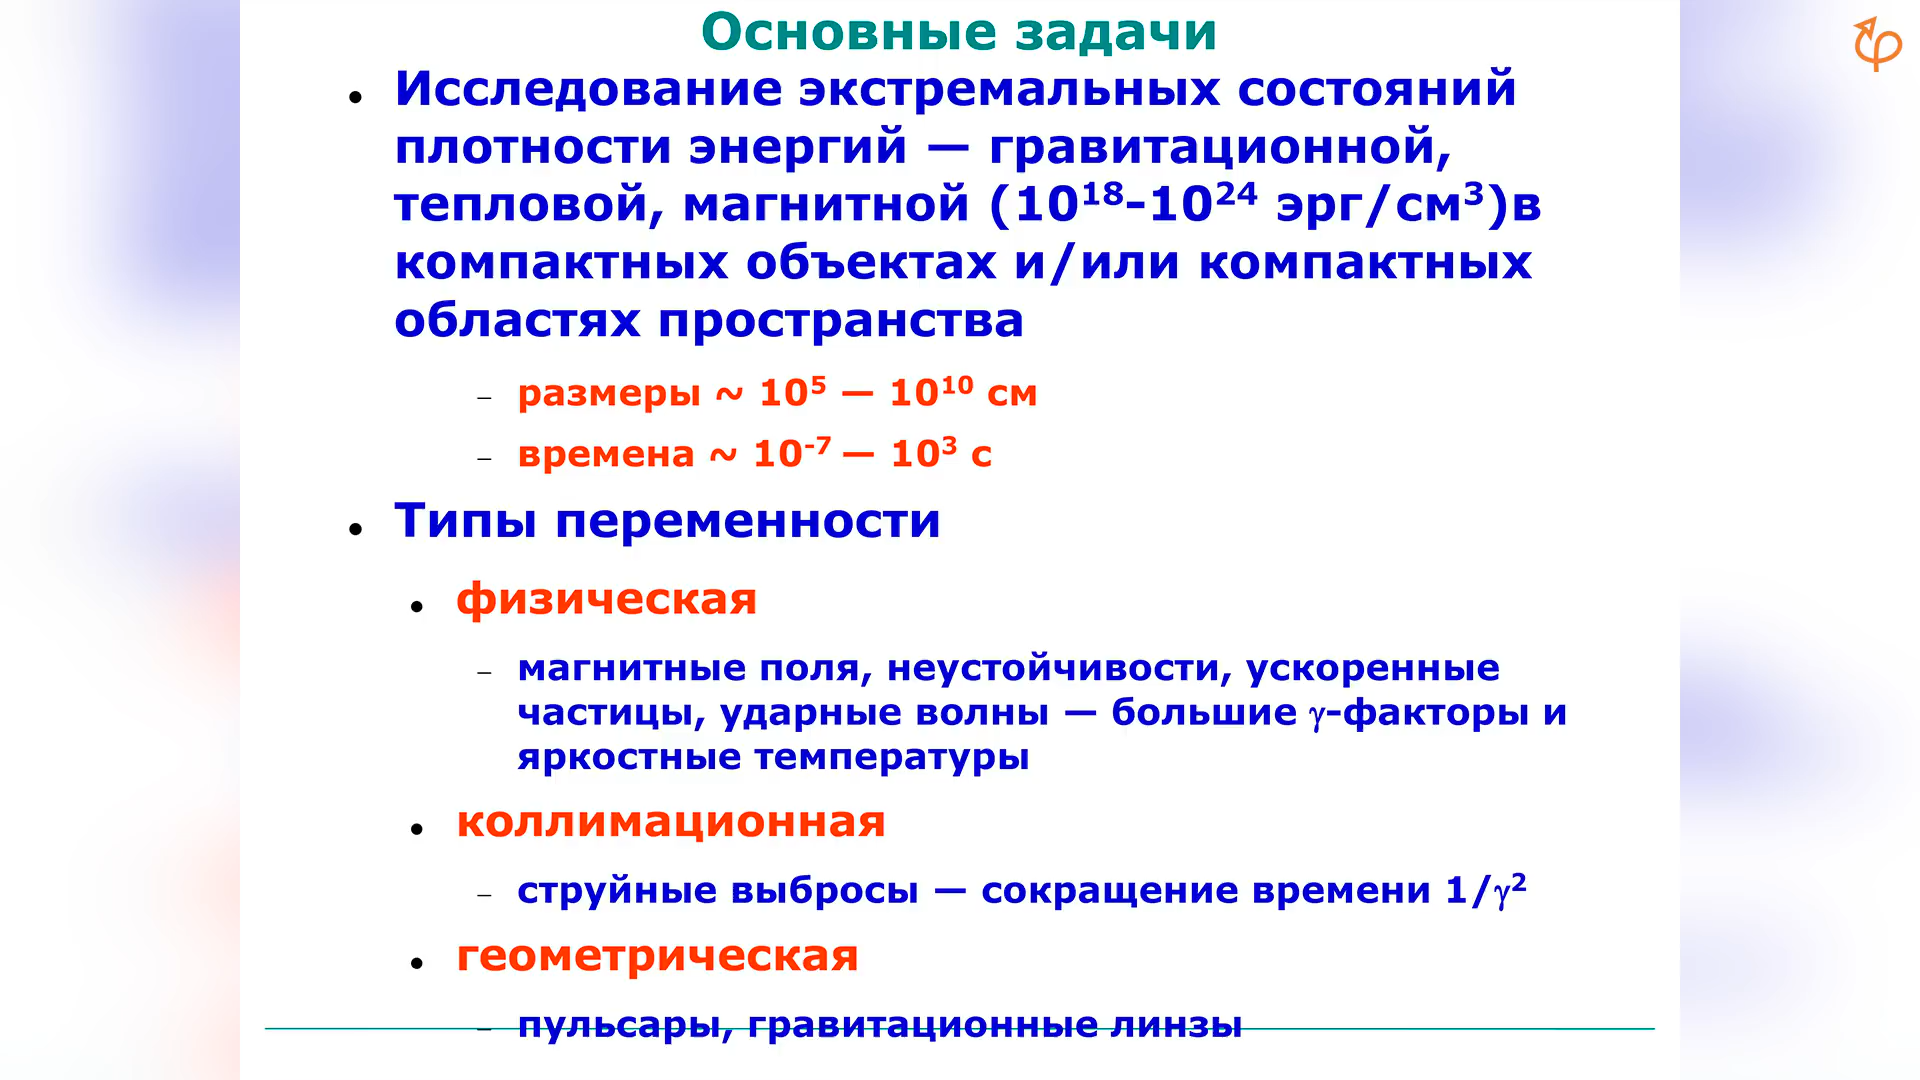 Основные задачи
• Исследование экстремальных состояний
плотности энергий — гравитационной,
тепловой, магнитной (10¹⁸-10²⁴ эрг/см³)в
компактных объектах и/или компактных
областях пространства
– размеры ~ 10⁵ — 10¹⁰ см
– времена ~ 10⁻⁷ — 10³ с
• Типы переменности
• физическая
– магнитные поля, неустойчивости, ускоренные
частицы, ударные волны — большие γ-факторы и
яркостные температуры
• коллимационная
– струйные выбросы — сокращение времени 1/γ²
• геометрическая
– пульсары, гравитационные линзы